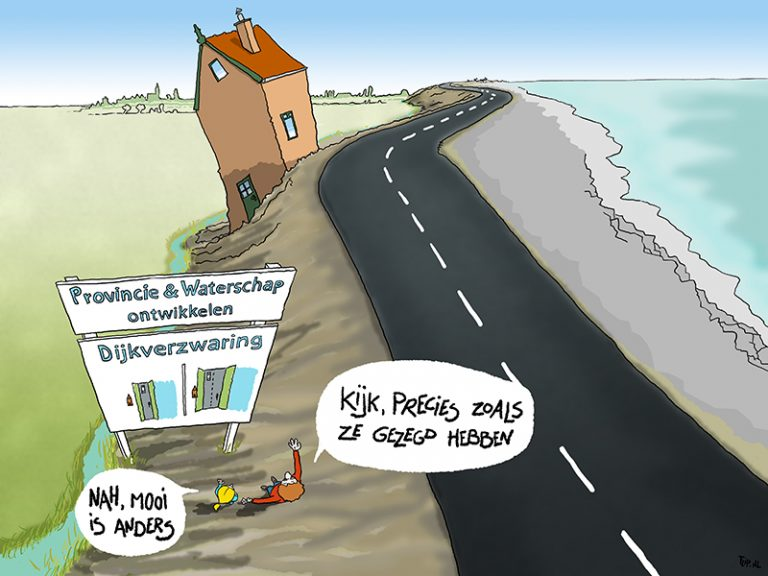 Provincie & Waterschap
ontwikkelen
Dijkverzwaring
KIJK, PRECIES ZOALS
ZE GEZEGD HEBBEN
NAH, MOOI
IS ANDERS